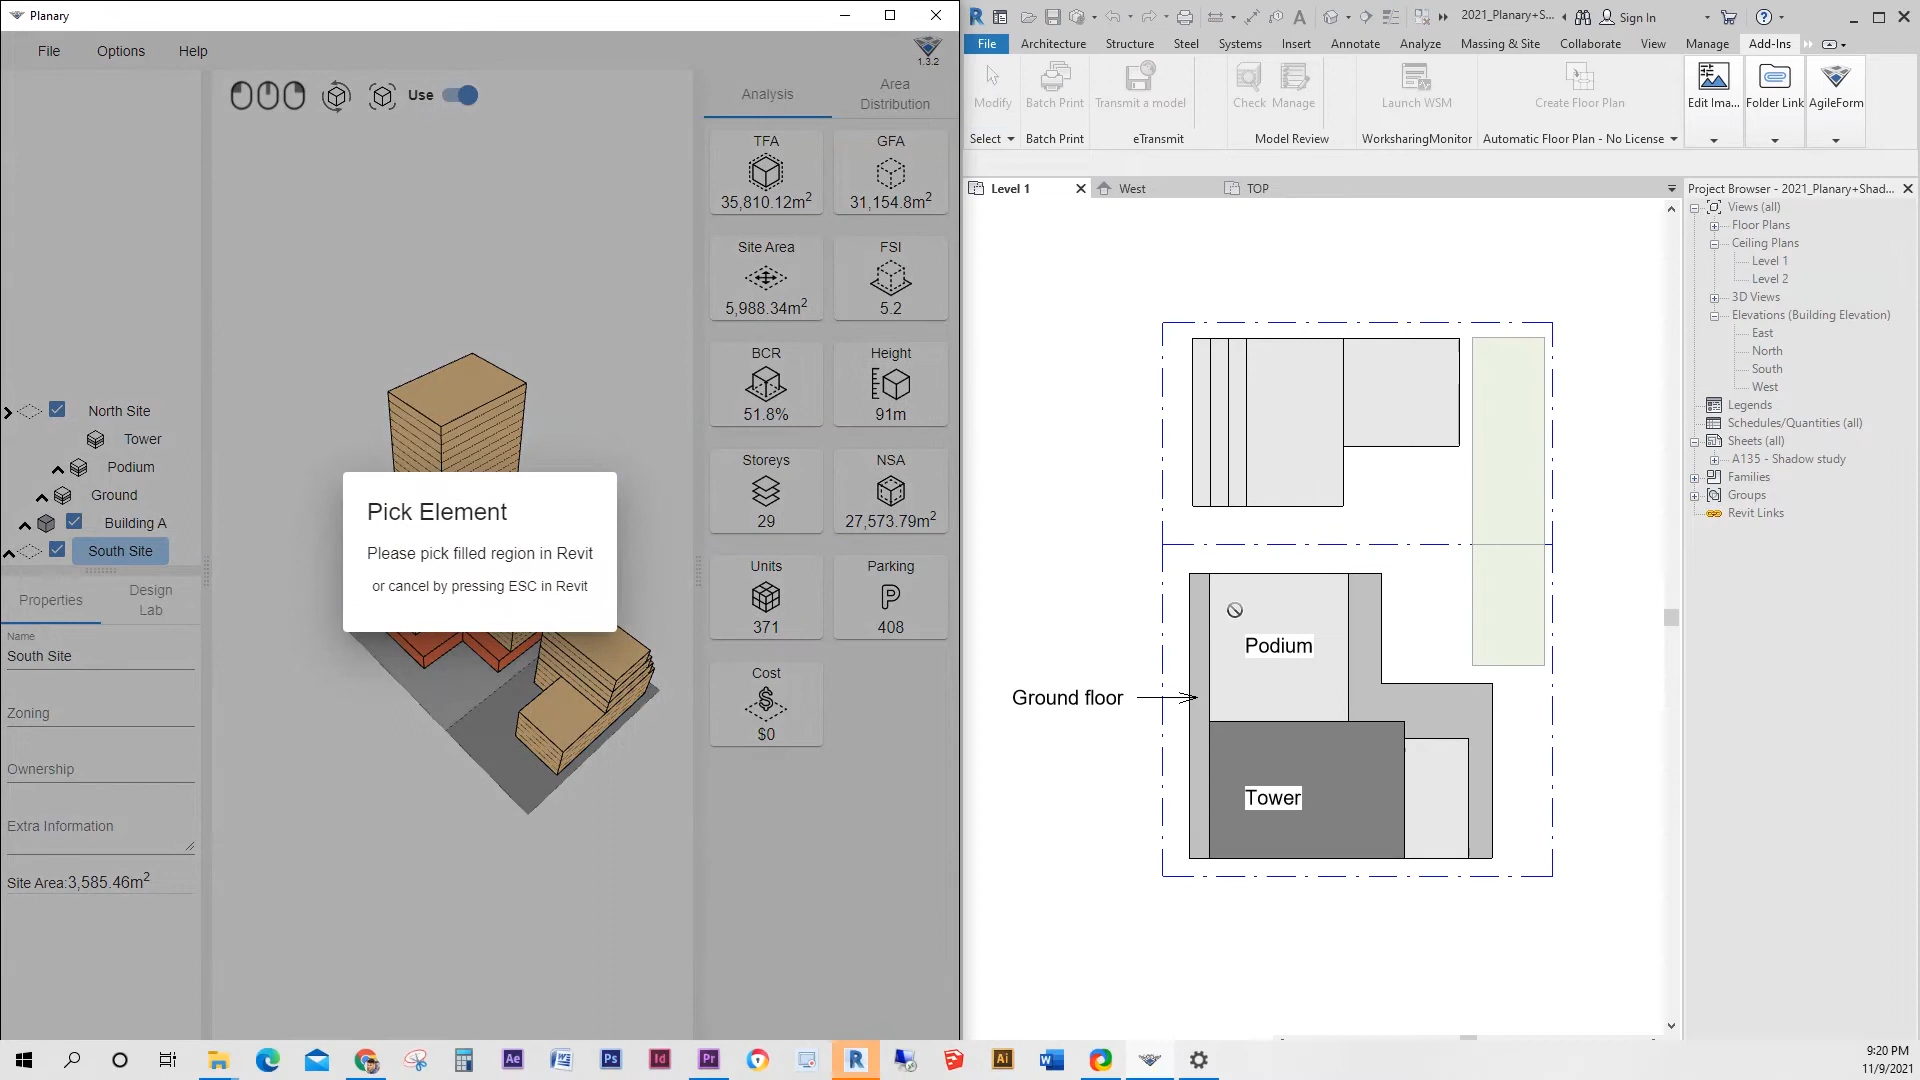 Planary
File Options Help
1.3.2
Use
Analysis
Area
Distribution
TFA
35,810.12m2
GFA
31,154.8m2
Site Area
5,988.34m2
FSI
5.2
BCR
51.8%
Height
91m
Storeys
29
NSA
27,573.79m2
Units
371
Parking
P
408
Cost
$
$0
North Site
Tower
Podium
Ground
Building A
South Site
Properties
Design
Lab
Name
South Site
Zoning
Ownership
Extra Information
Site Area:3,585.46m2
Pick Element
Please pick filled region in Revit
or cancel by pressing ESC in Revit
R
A
2021_Planary+S...
Sign In
?
File Architecture Structure Steel Systems Insert Annotate Analyze Massing & Site Collaborate View Manage Add-Ins
Modify Batch Print Transmit a model Check Manage Launch WSM Create Floor Plan Edit Ima... Folder Link AgileForm
Select Batch Print eTransmit Model Review WorksharingMonitor Automatic Floor Plan - No License
Level 1
West
TOP
Podium
Ground floor
Tower
Project Browser - 2021_Planary+Shad...
Views (all)
Floor Plans
Ceiling Plans
Level 1
Level 2
3D Views
Elevations (Building Elevation)
East
North
South
West
Legends
Schedules/Quantities (all)
Sheets (all)
A135 - Shadow study
Families
Groups
Revit Links
Ae
W
Ps
Id
Pr
R
Ai
W
9:20 PM
11/9/2021